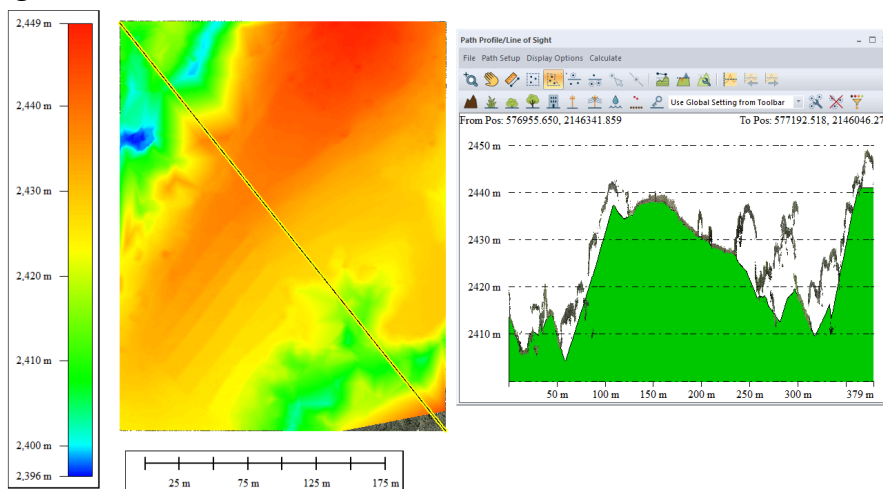 2,449 m
2,440 m
2,430 m
2,420 m
2,410 m
2,400 m
2,396 m
25 m 75 m 125 m 175 m
Path Profile/Line of Sight
File Path Setup Display Options Calculate
Use Global Setting from Toolbar
From Pos: 576955.650, 2146341.859 To Pos: 577192.518, 2146046.27
2450 m
2440 m
2430 m
2420 m
2410 m
50 m 100 m 150 m 200 m 250 m 300 m 379 m